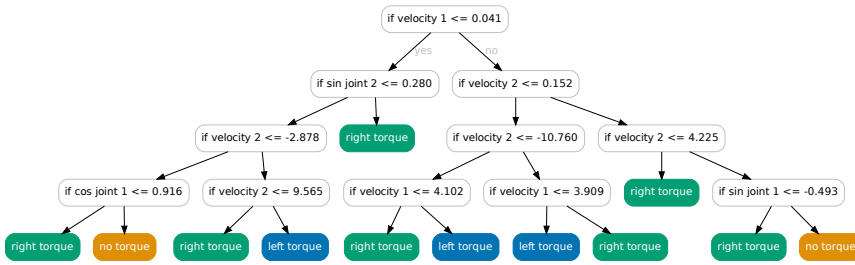 if velocity 1 <= 0.041
yes
no
if sin joint 2 <= 0.280
if velocity 2 <= 0.152
if velocity 2 <= -2.878
right torque
if velocity 2 <= -10.760
if velocity 2 <= 4.225
if cos joint 1 <= 0.916
if velocity 2 <= 9.565
if velocity 1 <= 4.102
if velocity 1 <= 3.909
right torque
if sin joint 1 <= -0.493
right torque
no torque
right torque
left torque
right torque
left torque
left torque
right torque
right torque
no torque